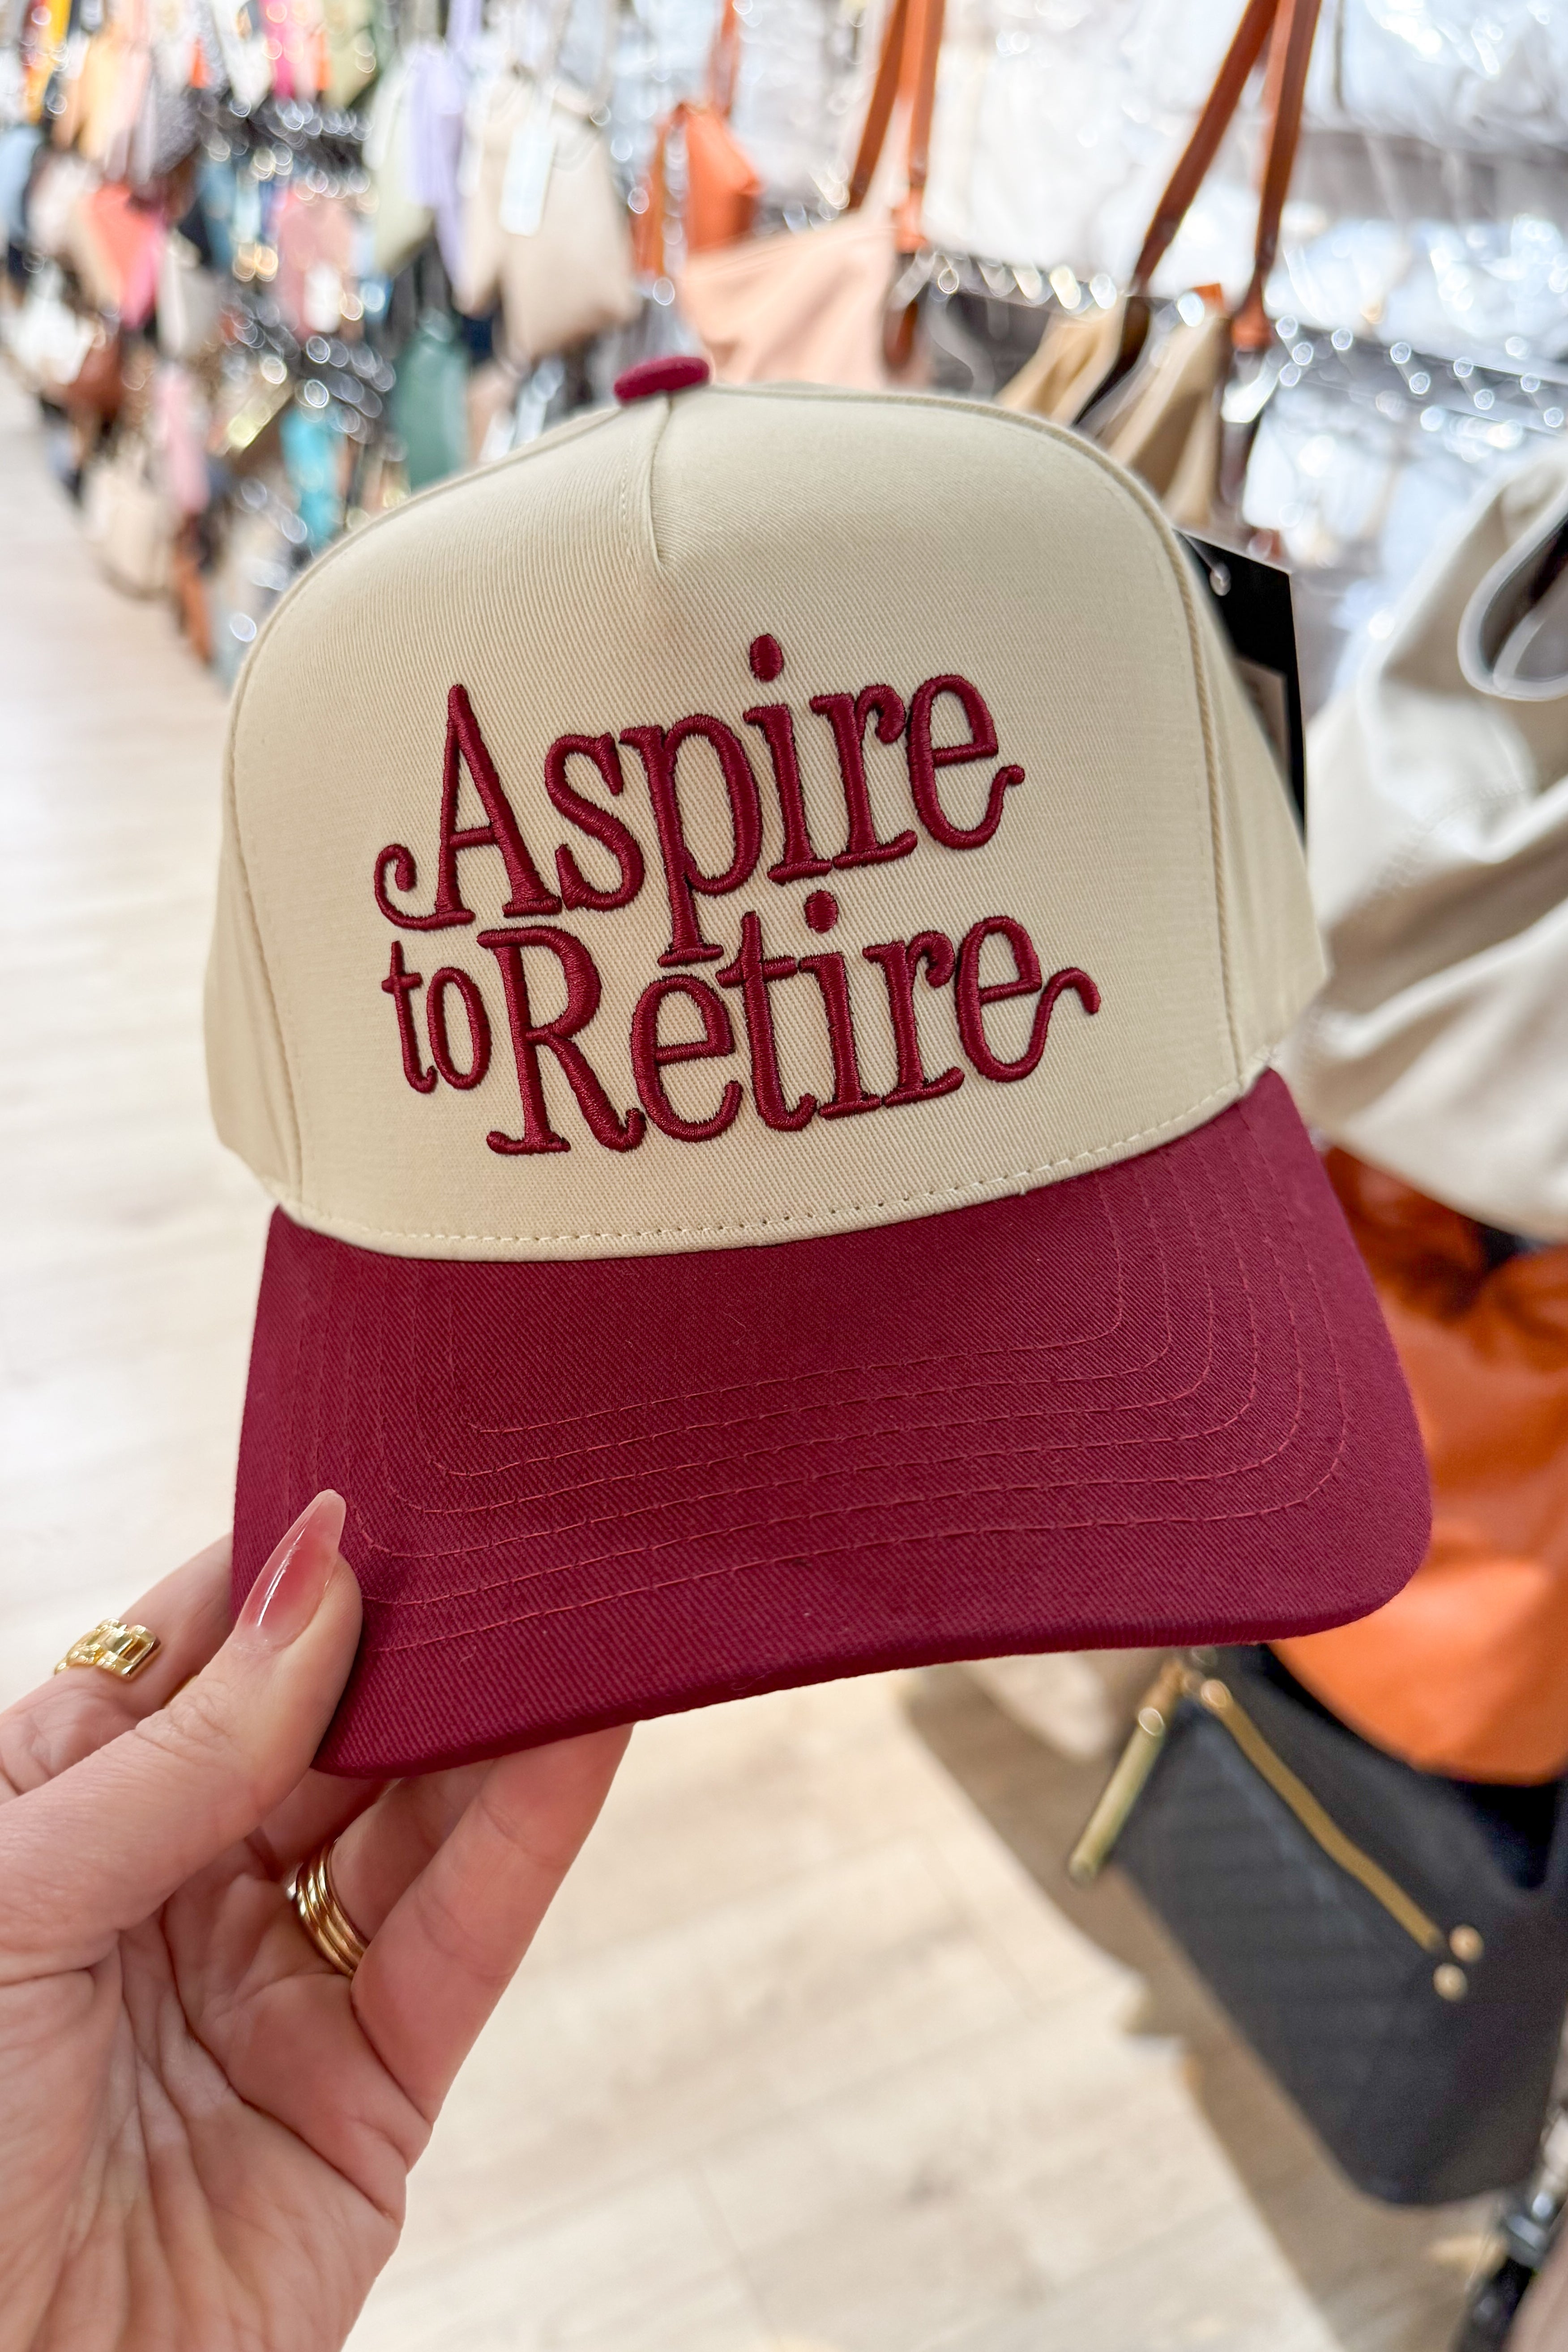 Aspire
to Retire